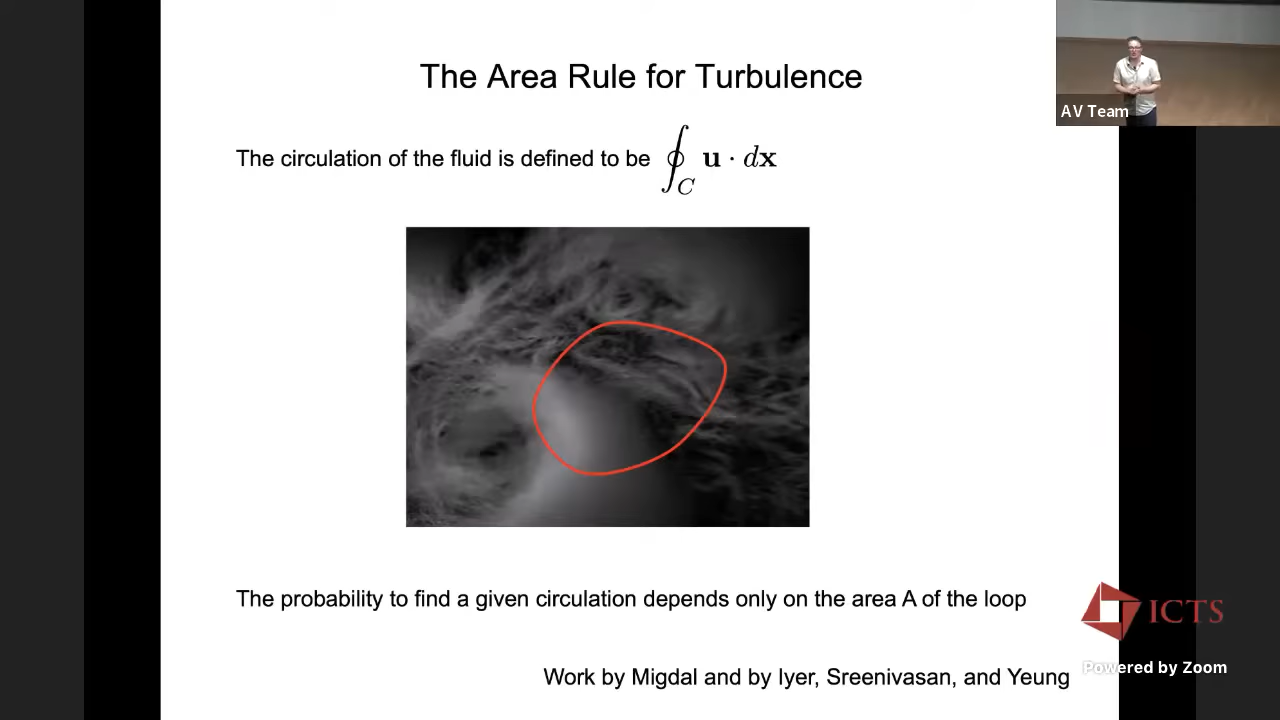 The Area Rule for Turbulence
AV Team
The circulation of the fluid is defined to be ∮_C u · dx
The probability to find a given circulation depends only on the area A of the loop
ICTS
Powered by Zoom
Work by Migdal and by Iyer, Sreenivasan, and Yeung